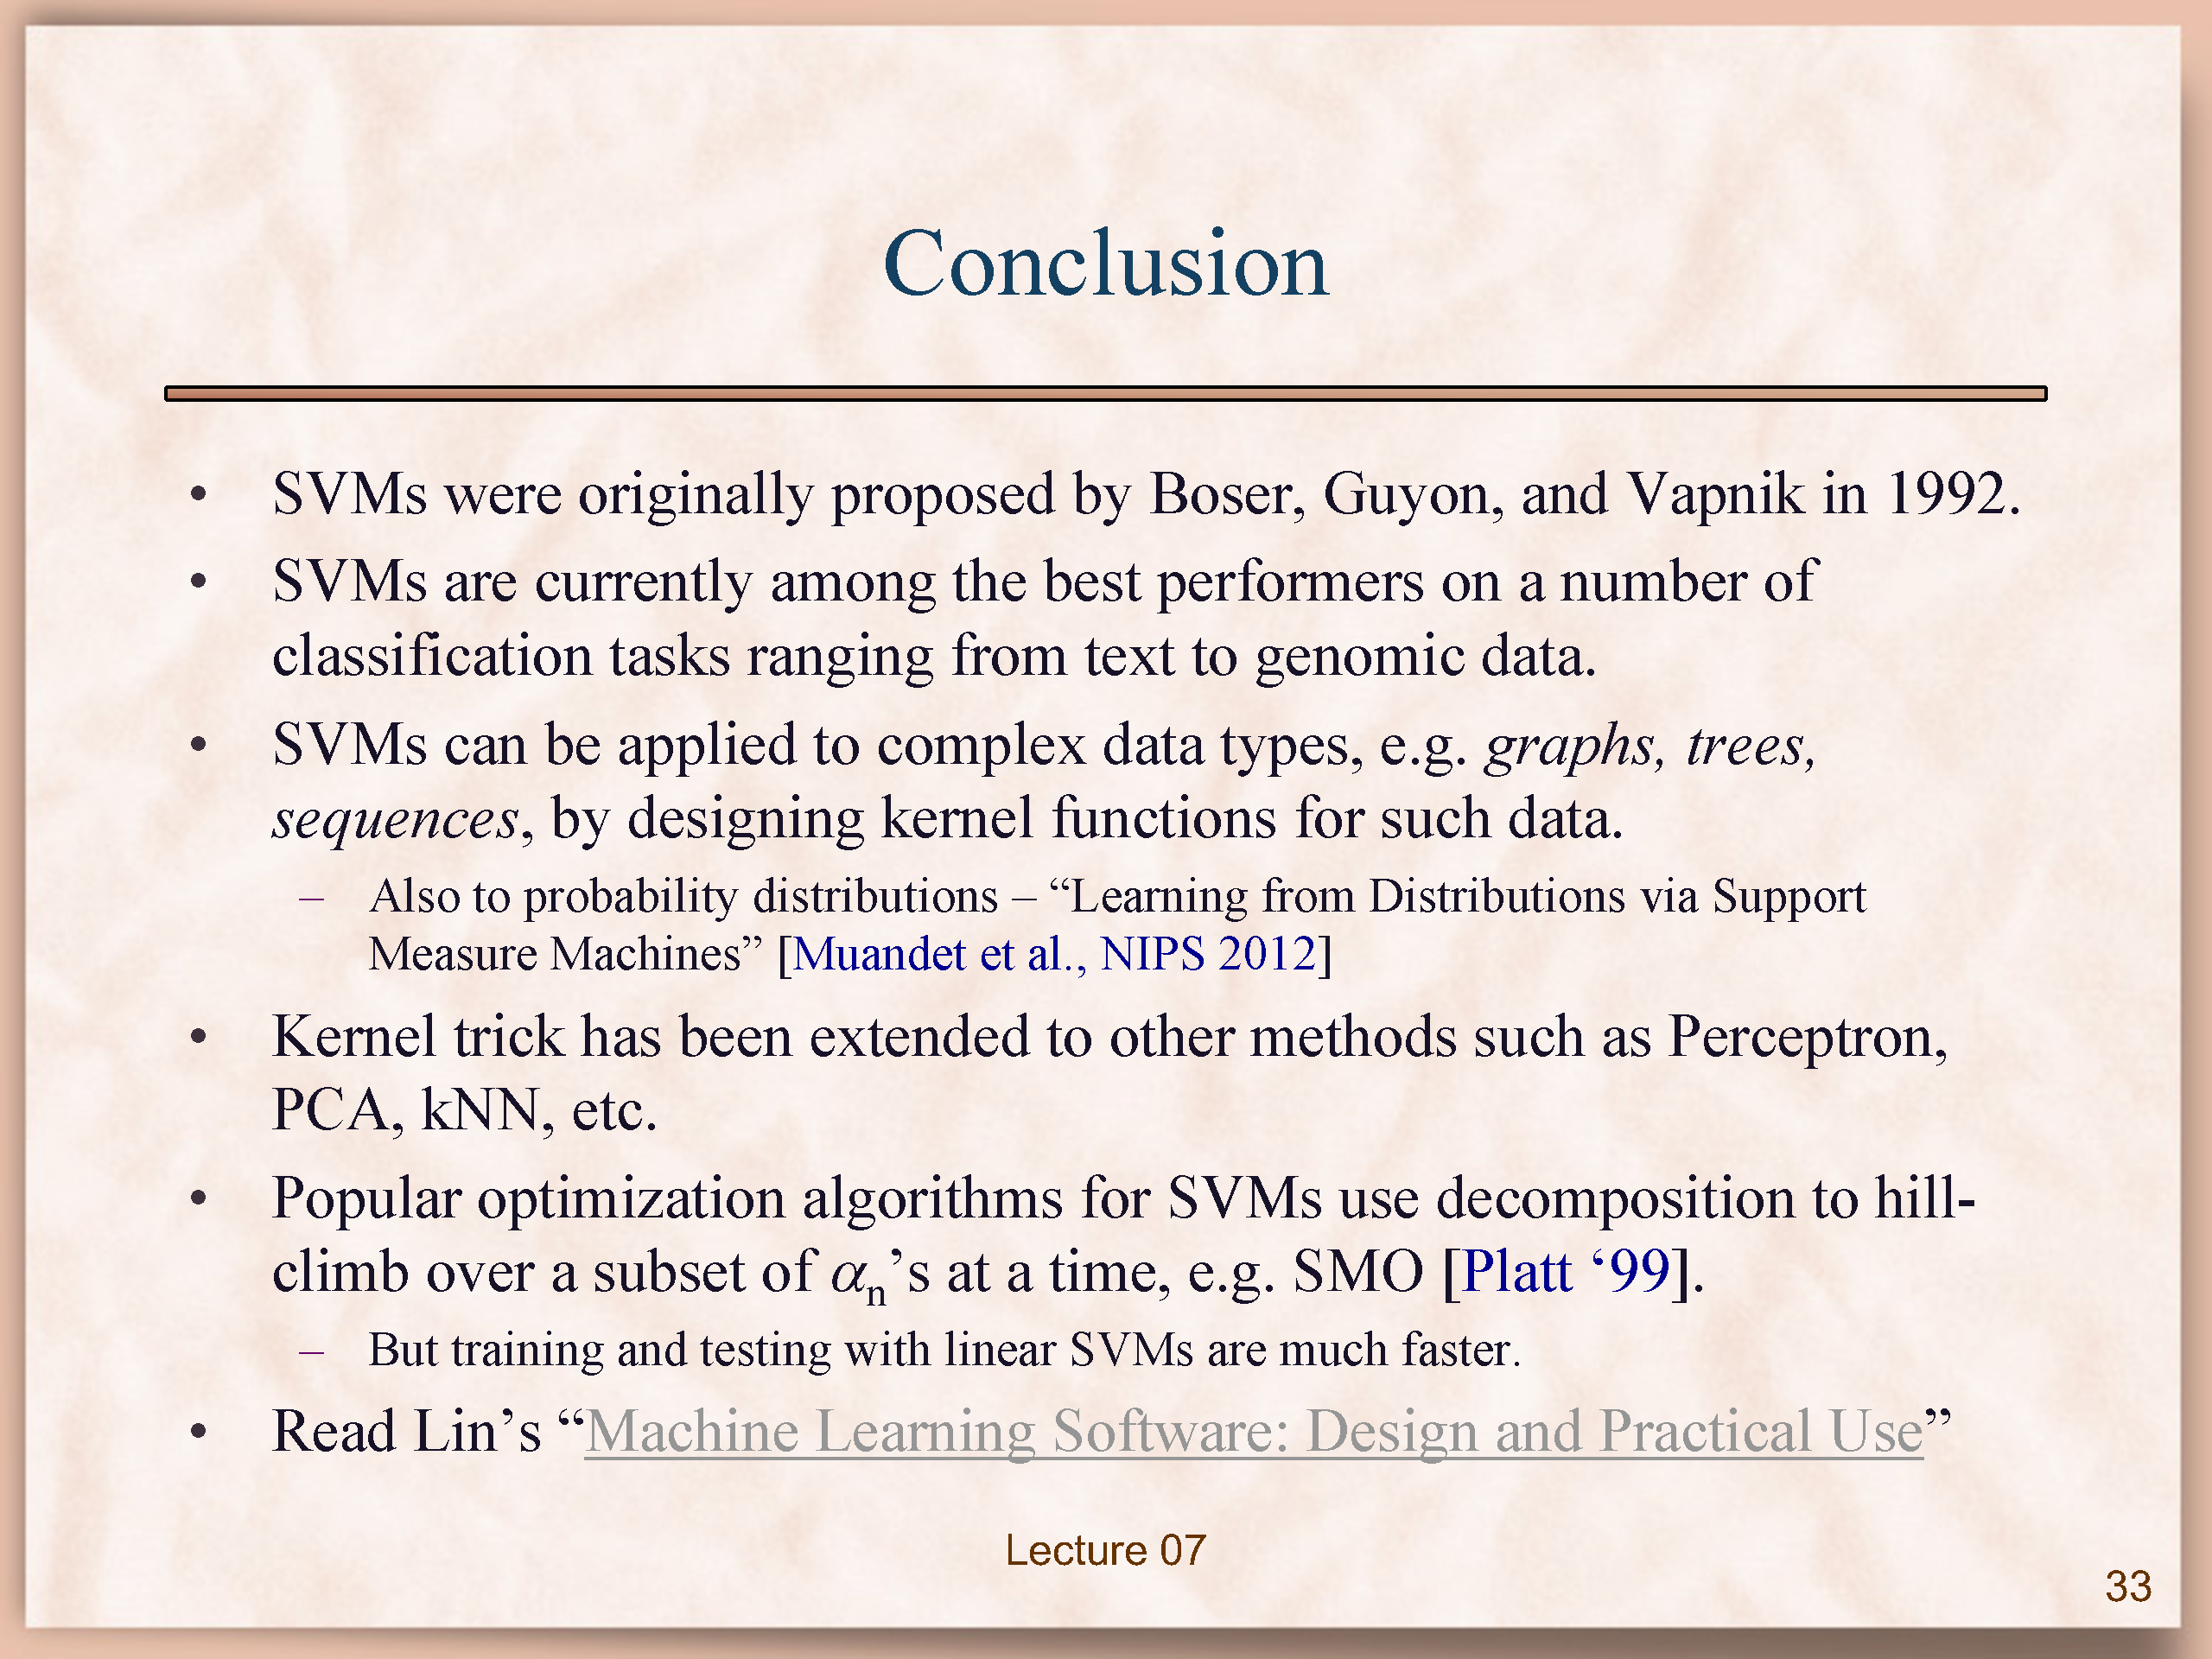 Conclusion
• SVMs were originally proposed by Boser, Guyon, and Vapnik in 1992.
• SVMs are currently among the best performers on a number of
classification tasks ranging from text to genomic data.
• SVMs can be applied to complex data types, e.g. graphs, trees,
sequences, by designing kernel functions for such data.
– Also to probability distributions – “Learning from Distributions via Support
Measure Machines” [Muandet et al., NIPS 2012]
• Kernel trick has been extended to other methods such as Perceptron,
PCA, kNN, etc.
• Popular optimization algorithms for SVMs use decomposition to hill-
climb over a subset of αn’s at a time, e.g. SMO [Platt ‘99].
– But training and testing with linear SVMs are much faster.
• Read Lin’s “Machine Learning Software: Design and Practical Use”
Lecture 07
33